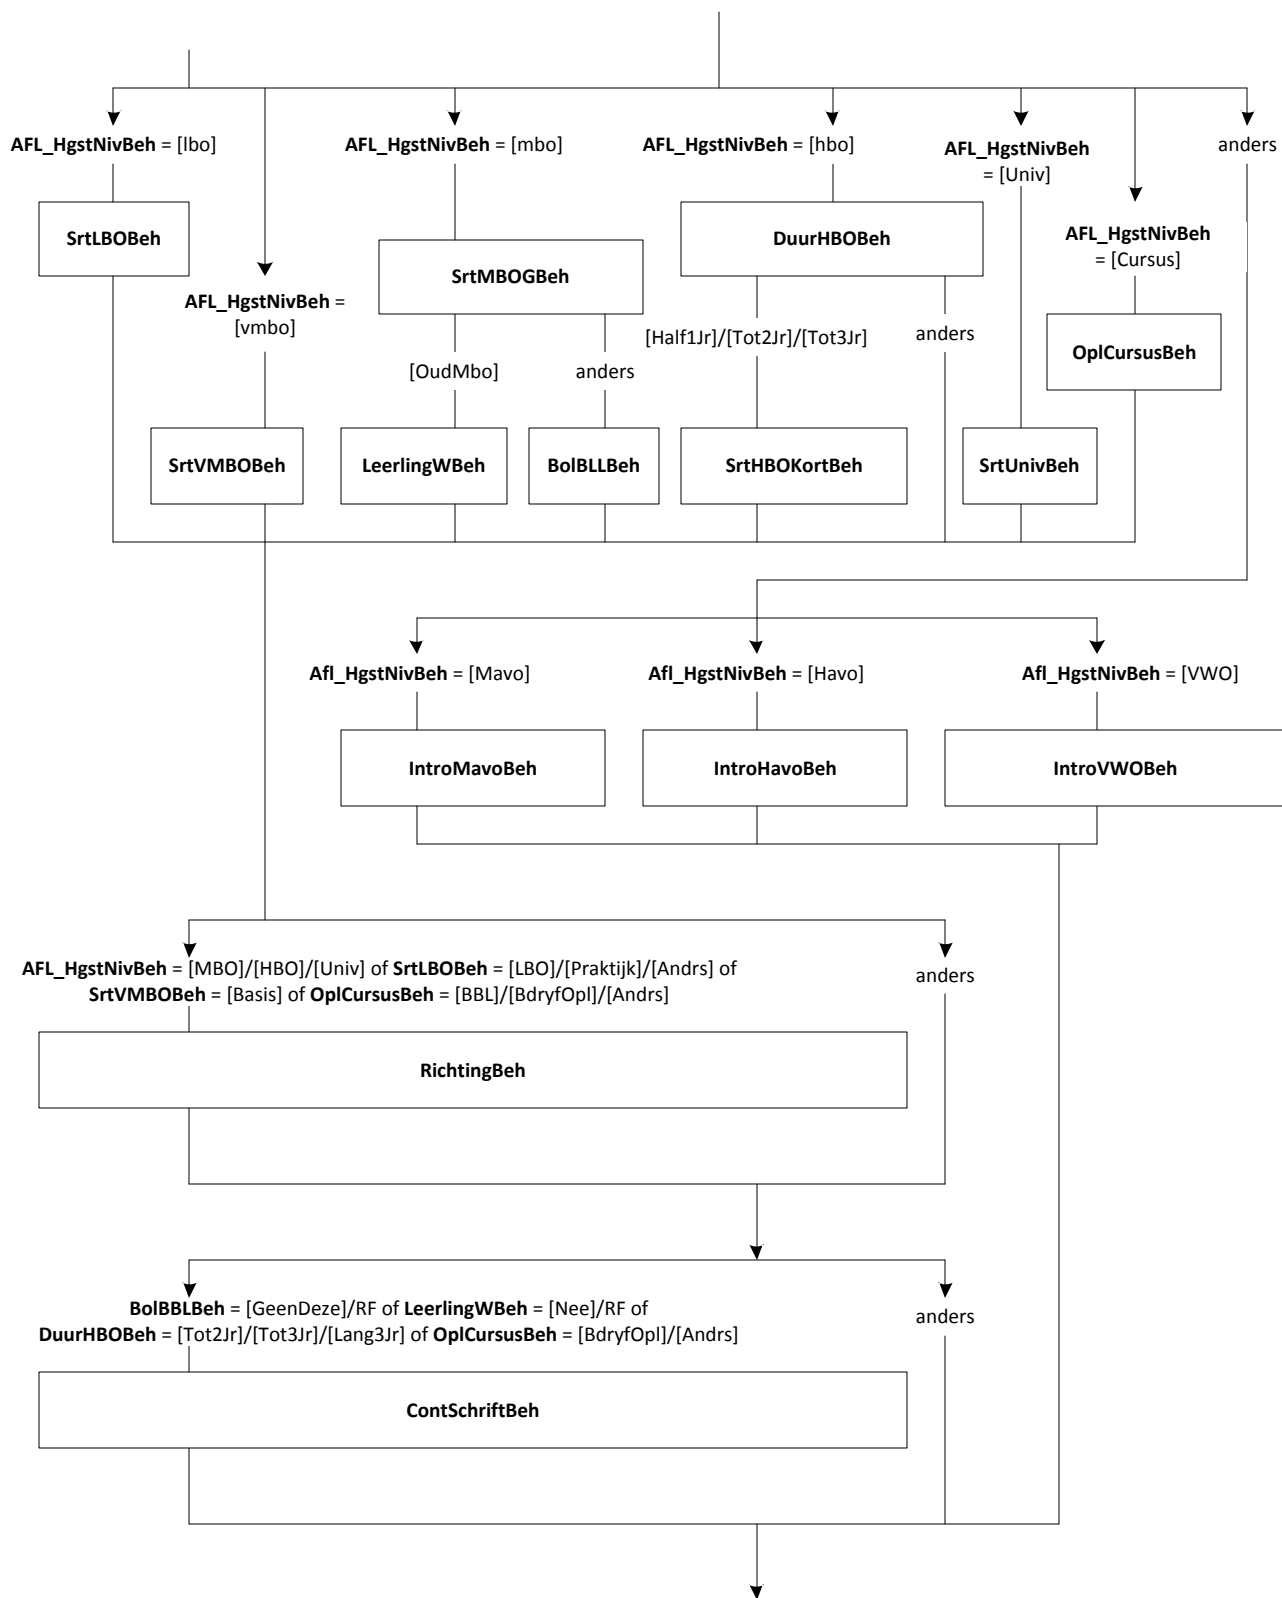 AFL_HgstNivBeh = [lbo]
AFL_HgstNivBeh = [mbo]
AFL_HgstNivBeh = [hbo]
AFL_HgstNivBeh
= [Univ]
anders
SrtLBOBeh
AFL_HgstNivBeh =
[vmbo]
SrtMBOGBeh
DuurHBOBeh
AFL_HgstNivBeh
= [Cursus]
[OudMbo]
anders
[Half1Jr]/[Tot2Jr]/[Tot3Jr]
anders
OplCursusBeh
SrtVMBOBeh
LeerlingWBeh
BolBLLBeh
SrtHBOKortBeh
SrtUnivBeh
Afl_HgstNivBeh = [Mavo]
Afl_HgstNivBeh = [Havo]
Afl_HgstNivBeh = [VWO]
IntroMavoBeh
IntroHavoBeh
IntroVWOBeh
AFL_HgstNivBeh = [MBO]/[HBO]/[Univ] of SrtLBOBeh = [LBO]/[Praktijk]/[Andrs] of
SrtVMBOBeh = [Basis] of OplCursusBeh = [BBL]/[BdryfOpl]/[Andrs]
anders
RichtingBeh
BolBBLBeh = [GeenDeze]/RF of LeerlingWBeh = [Nee]/RF of
DuurHBOBeh = [Tot2Jr]/[Tot3Jr]/[Lang3Jr] of OplCursusBeh = [BdryfOpl]/[Andrs]
anders
ContSchriftBeh